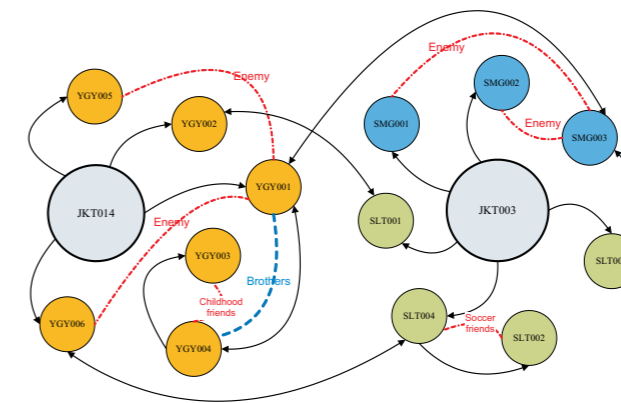 Enemy
SMG002
YGY005
Enemy
YGY002
SMG001
Enemy
SMG003
YGY001
JKT014
JKT003
Enemy
SLT001
YGY003
Brothers
Childhood
friends
YGY006
SLT004
Soccer
friends
SLT002
YGY004